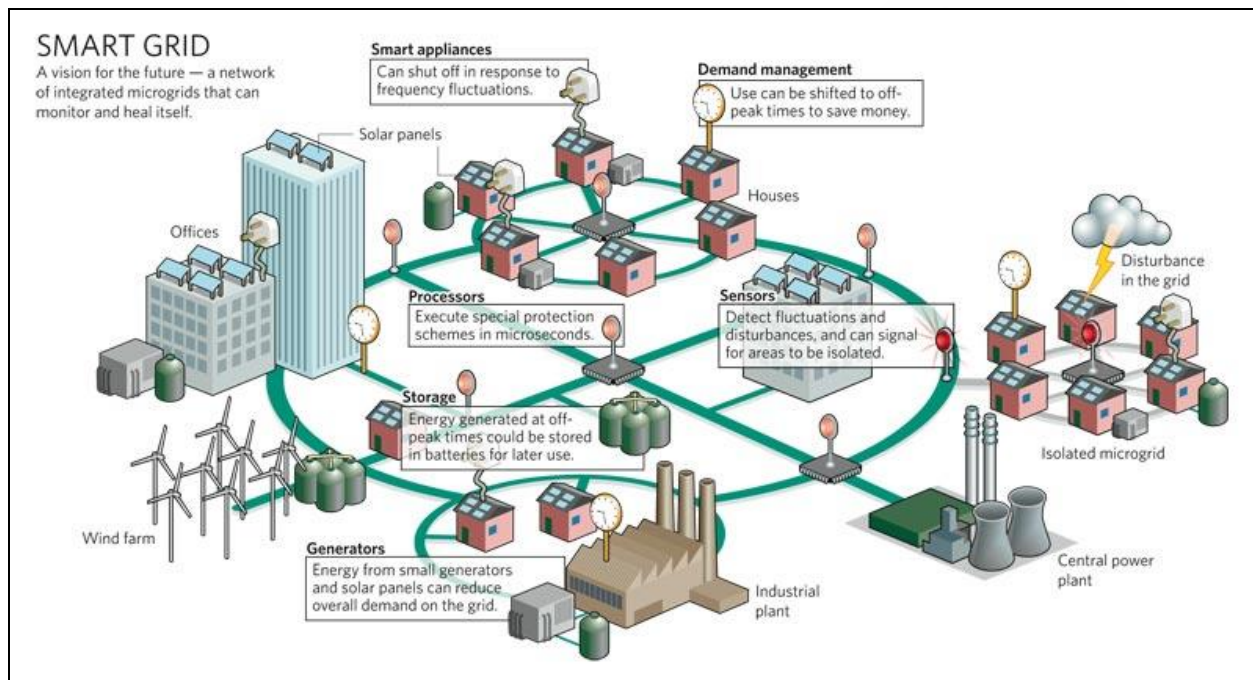 SMART GRID
A vision for the future — a network
of integrated microgrids that can
monitor and heal itself.
Smart appliances
Can shut off in response to
frequency fluctuations.
Demand management
Use can be shifted to off-
peak times to save money.
Solar panels
Houses
Offices
Disturbance
in the grid
Processors
Execute special protection
schemes in microseconds.
Sensors
Detect fluctuations and
disturbances, and can signal
for areas to be isolated.
Storage
Energy generated at off-
peak times could be stored
in batteries for later use.
Isolated microgrid
Wind farm
Generators
Energy from small generators
and solar panels can reduce
overall demand on the grid.
Industrial
plant
Central power
plant